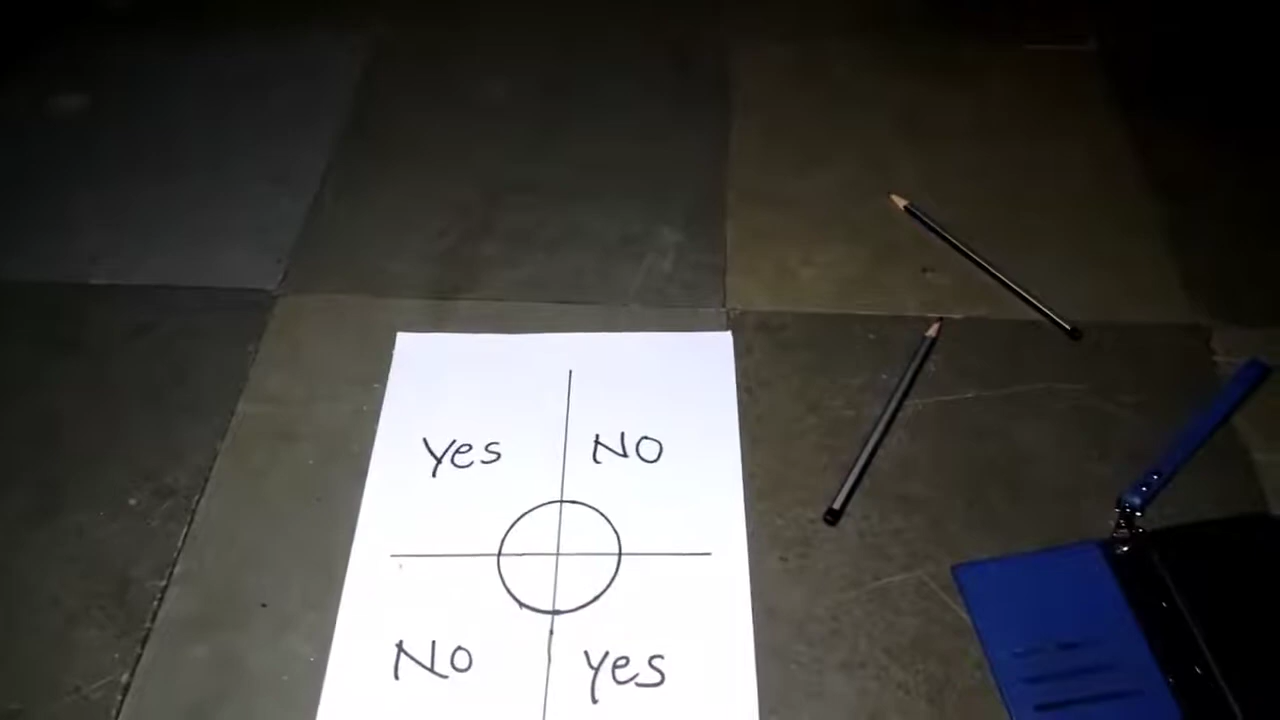 Yes NO
No Yes